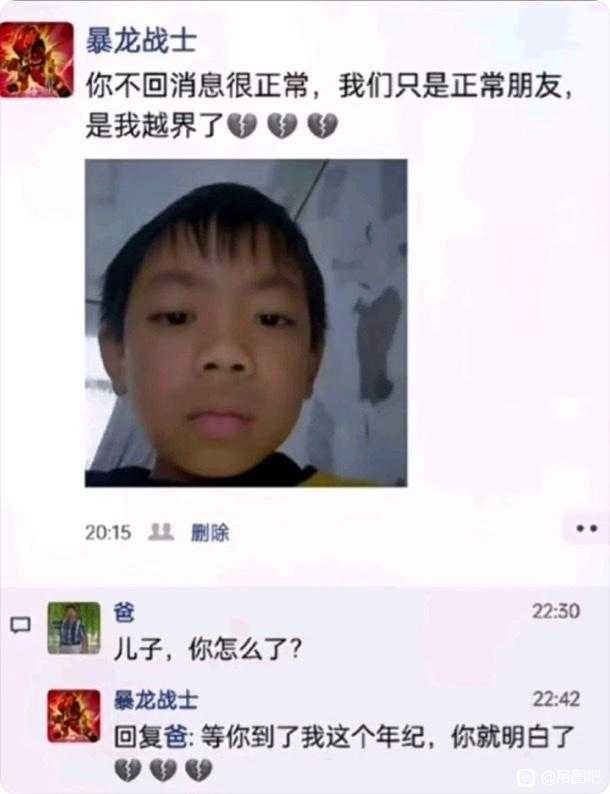 暴龙战士
你不回消息很正常，我们只是正常朋友，
是我越界了💔💔💔
20:15 删除
爸 22:30
儿子，你怎么了？
暴龙战士 22:42
回复爸: 等你到了我这个年纪，你就明白了
💔💔💔